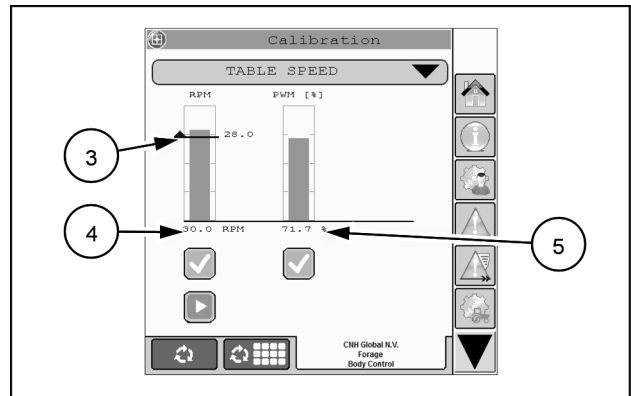 Calibration
TABLE SPEED
RPM PWM [%]
28.0
3
4
30.0 RPM 71.7 %
5
CNH Global N.V.
Forage
Body Control